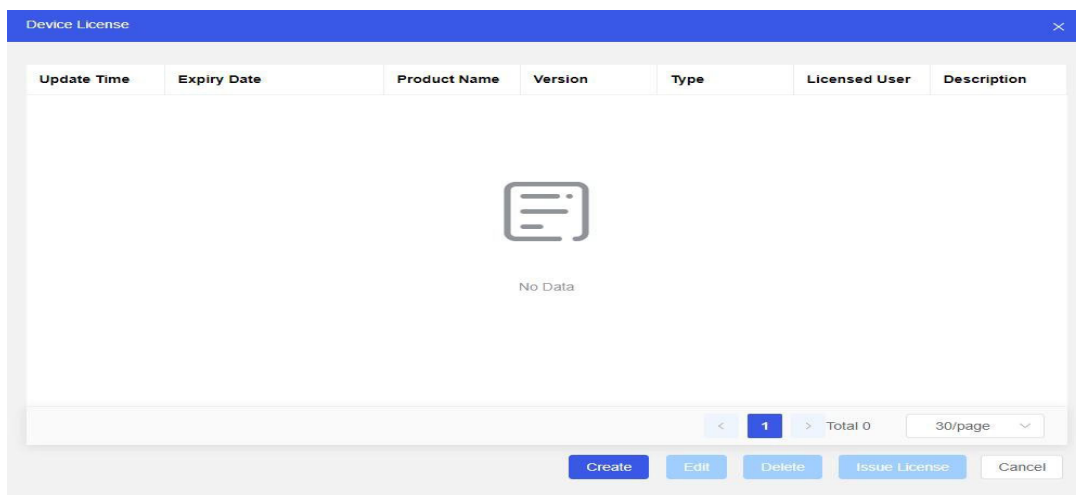 Device License
Update Time Expiry Date Product Name Version Type Licensed User Description
No Data
< 1 > Total 0 30/page
Create Edit Delete Issue License Cancel